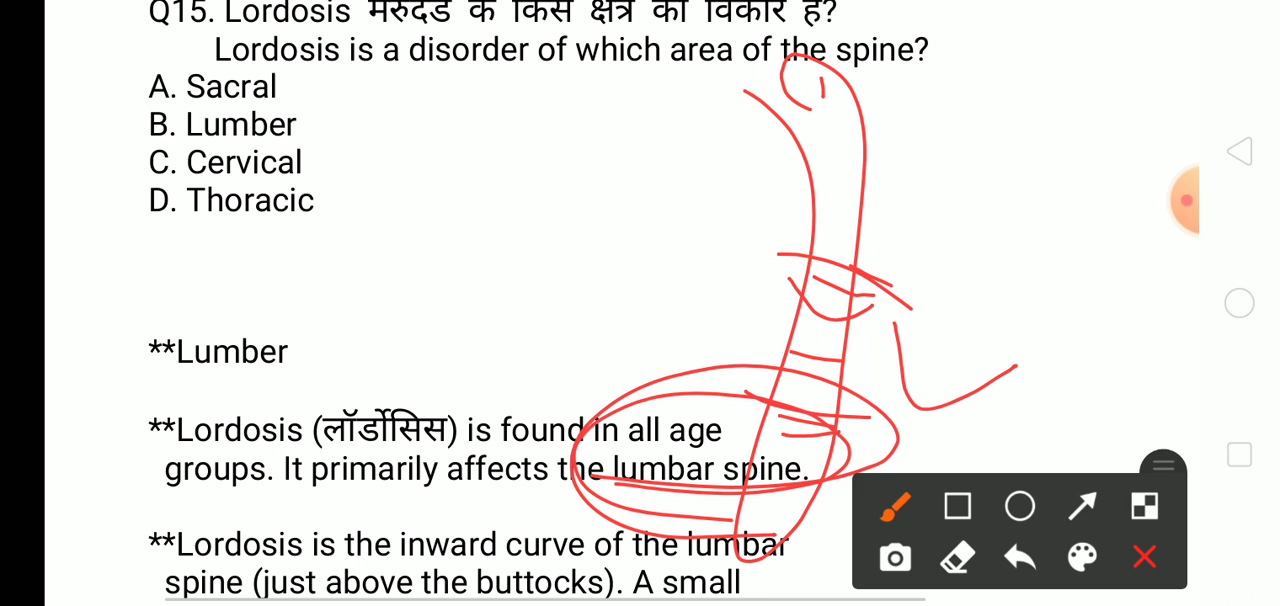 Q15. Lordosis मेरुदंड के किस क्षेत्र का विकार है?
Lordosis is a disorder of which area of the spine?
A. Sacral
B. Lumber
C. Cervical
D. Thoracic
**Lumber
**Lordosis (लॉर्डोसिस) is found in all age
groups. It primarily affects the lumbar spine.
**Lordosis is the inward curve of the lumbar
spine (just above the buttocks). A small